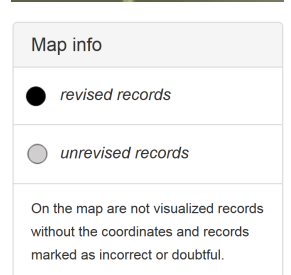 Map info
revised records
unrevised records
On the map are not visualized records
without the coordinates and records
marked as incorrect or doubtful.